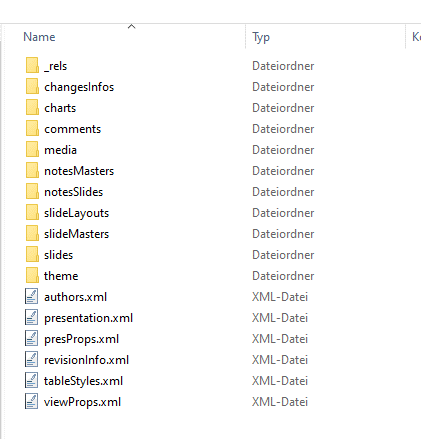 Name Typ Kc
_rels Dateiordner
changesInfos Dateiordner
charts Dateiordner
comments Dateiordner
media Dateiordner
notesMasters Dateiordner
notesSlides Dateiordner
slideLayouts Dateiordner
slideMasters Dateiordner
slides Dateiordner
theme Dateiordner
authors.xml XML-Datei
presentation.xml XML-Datei
presProps.xml XML-Datei
revisionInfo.xml XML-Datei
tableStyles.xml XML-Datei
viewProps.xml XML-Datei